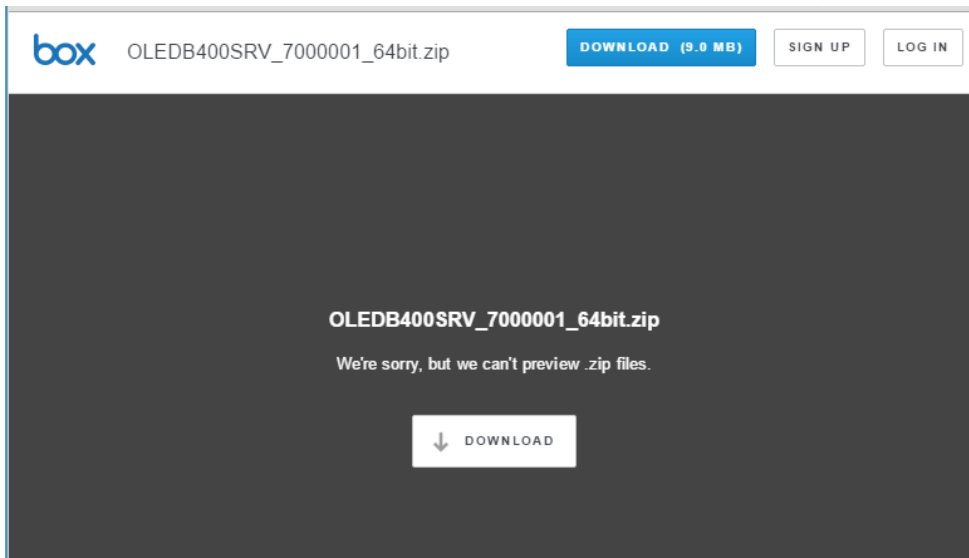 box OLEDB400SRV_7000001_64bit.zip DOWNLOAD (9.0 MB) SIGN UP LOG IN
OLEDB400SRV_7000001_64bit.zip
We're sorry, but we can't preview .zip files.
DOWNLOAD